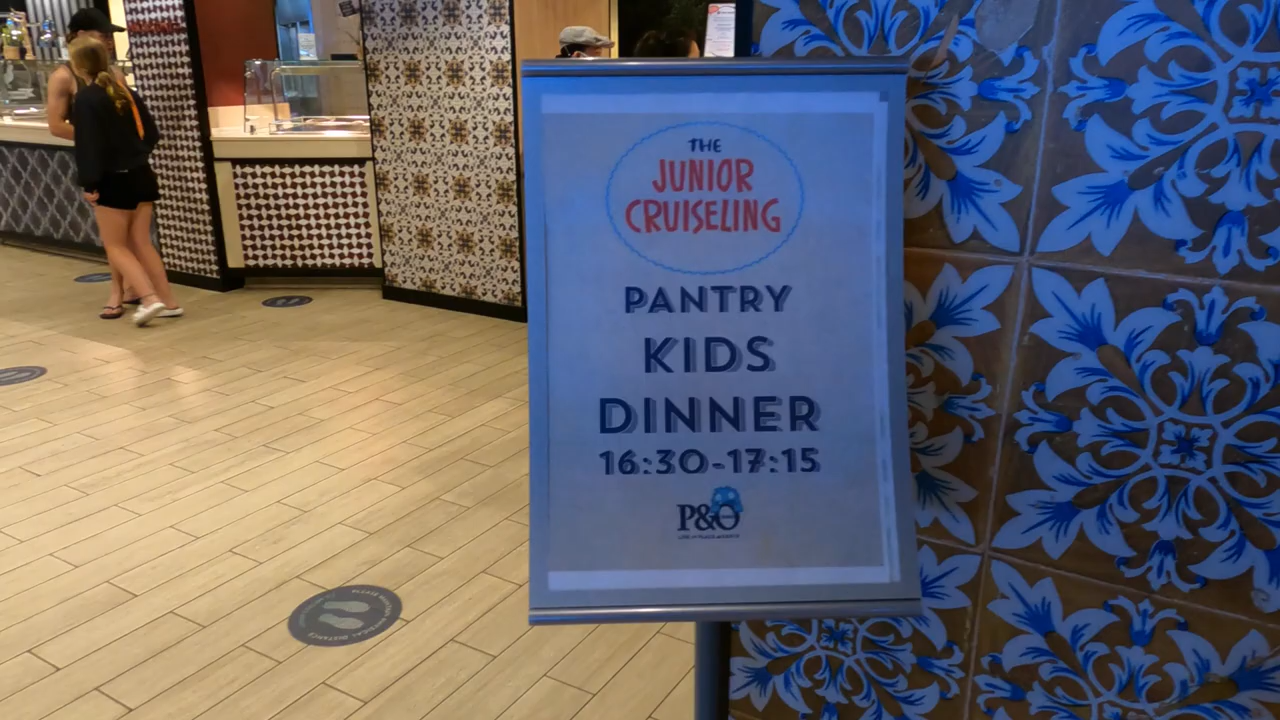 THE
JUNIOR
CRUISELING
PANTRY
KIDS
DINNER
16:30-17:15
P&O